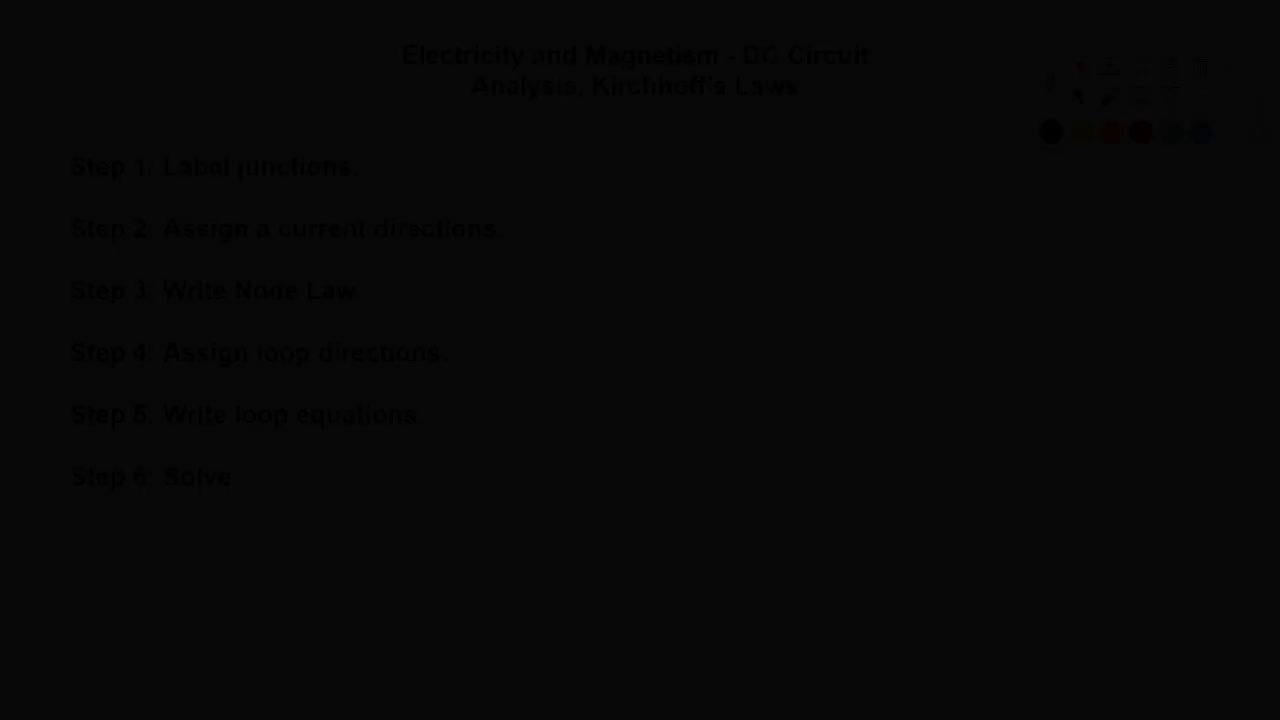 Electricity and Magnetism - DC Circuit
Analysis, Kirchhoff's Laws
Step 1: Label junctions.
Step 2: Assign a current directions.
Step 3: Write None Law
Step 4: Assign loop directions.
Step 5: Write loop equations.
Step 6: Solve